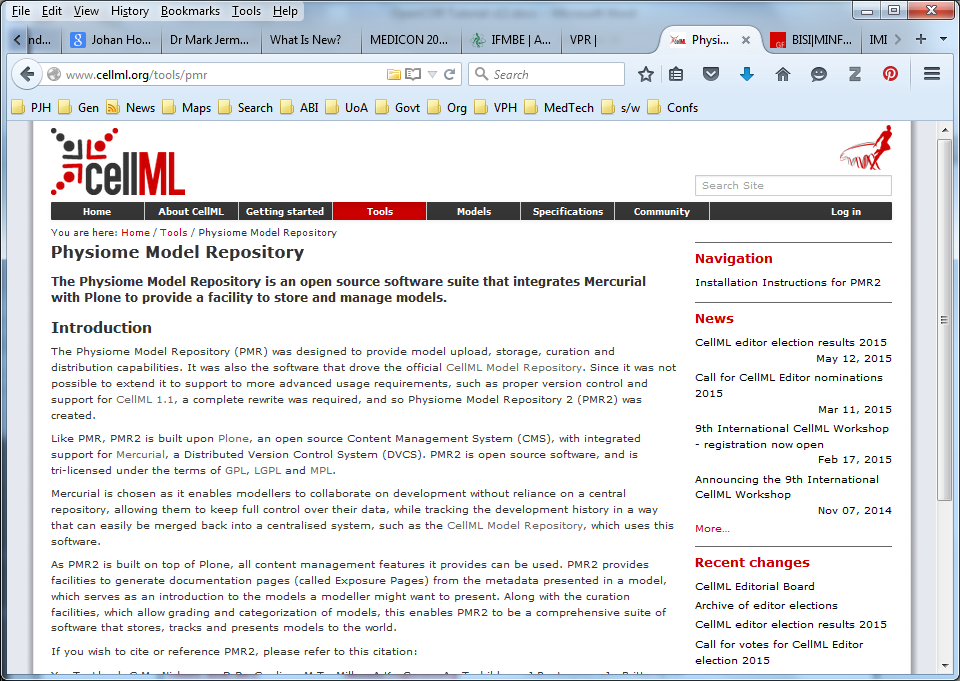 File Edit View History Bookmarks Tools Help
nd... Johan Ho... Dr Mark Jerm... What Is New? MEDICON 20... IFMBE | A... VPR | Physi... BISI|MINF... IMI
www.cellml.org/tools/pmr Search
PJH Gen News Maps Search ABI UoA Govt Org VPH MedTech s/w Confs
cellML
Search Site
Home About CellML Getting started Tools Models Specifications Community Log in
You are here: Home / Tools / Physiome Model Repository
Physiome Model Repository
The Physiome Model Repository is an open source software suite that integrates Mercurial
with Plone to provide a facility to store and manage models.
Introduction
The Physiome Model Repository (PMR) was designed to provide model upload, storage, curation and
distribution capabilities. It was also the software that drove the official CellML Model Repository. Since it was not
possible to extend it to support to more advanced usage requirements, such as proper version control and
support for CellML 1.1, a complete rewrite was required, and so Physiome Model Repository 2 (PMR2) was
created.
Like PMR, PMR2 is built upon Plone, an open source Content Management System (CMS), with integrated
support for Mercurial, a Distributed Version Control System (DVCS). PMR2 is open source software, and is
tri-licensed under the terms of GPL, LGPL and MPL.
Mercurial is chosen as it enables modellers to collaborate on development without reliance on a central
repository, allowing them to keep full control over their data, while tracking the development history in a way
that can easily be merged back into a centralised system, such as the CellML Model Repository, which uses this
software.
As PMR2 is built on top of Plone, all content management features it provides can be used. PMR2 provides
facilities to generate documentation pages (called Exposure Pages) from the metadata presented in a model,
which serves as an introduction to the models a modeller might want to present. Along with the curation
facilities, which allow grading and categorization of models, this enables PMR2 to be a comprehensive suite of
software that stores, tracks and presents models to the world.
If you wish to cite or reference PMR2, please refer to this citation:
Navigation
Installation Instructions for PMR2
News
CellML editor election results 2015
May 12, 2015
Call for CellML Editor nominations
2015
Mar 11, 2015
9th International CellML Workshop
- registration now open
Feb 17, 2015
Announcing the 9th International
CellML Workshop
Nov 07, 2014
More...
Recent changes
CellML Editorial Board
Archive of editor elections
CellML editor election results 2015
Call for votes for CellML Editor
election 2015